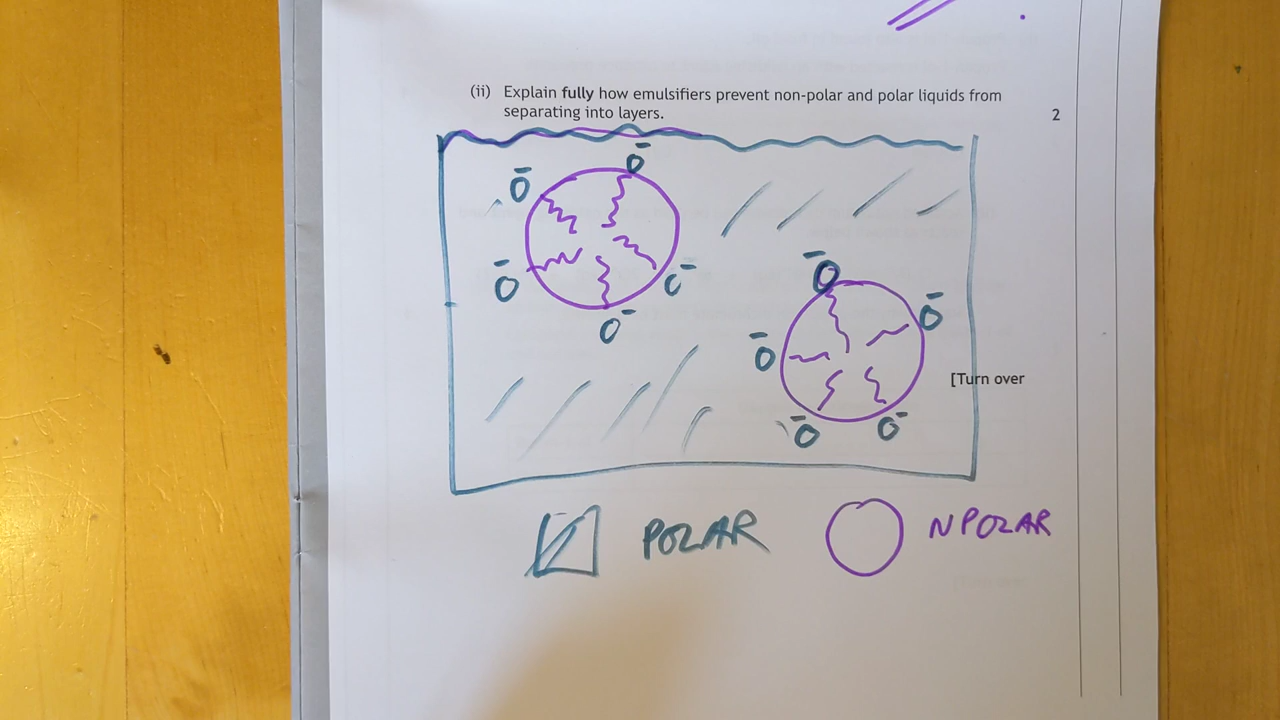 (ii) Explain fully how emulsifiers prevent non-polar and polar liquids from
separating into layers.
2
O-
O-
O-
O-
O-
O-
O-
O-
O-
O-
[Turn over
POLAR
NPOLAR